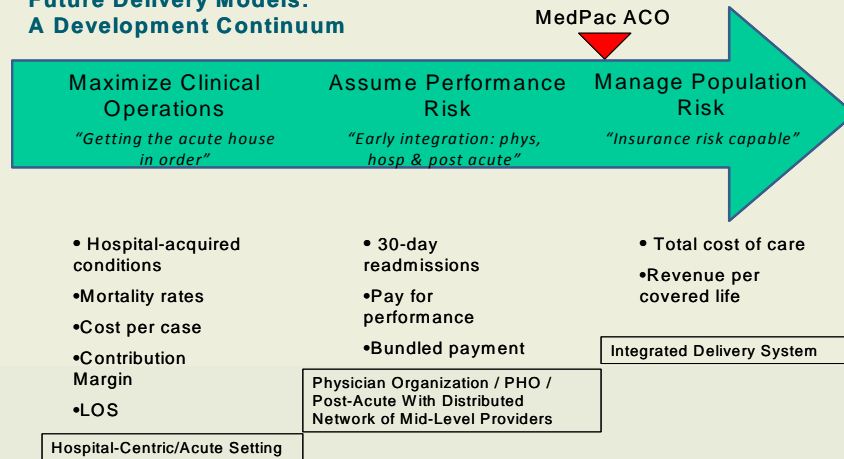 Future Delivery Models:
A Development Continuum
MedPac ACO
Maximize Clinical
Operations
“Getting the acute house
in order”
Assume Performance
Risk
“Early integration: phys,
hosp & post acute”
Manage Population
Risk
“Insurance risk capable”
• Hospital-acquired
conditions
•Mortality rates
•Cost per case
•Contribution
Margin
•LOS
Hospital-Centric/Acute Setting
• 30-day
readmissions
•Pay for
performance
•Bundled payment
Physician Organization / PHO /
Post-Acute With Distributed
Network of Mid-Level Providers
• Total cost of care
•Revenue per
covered life
Integrated Delivery System